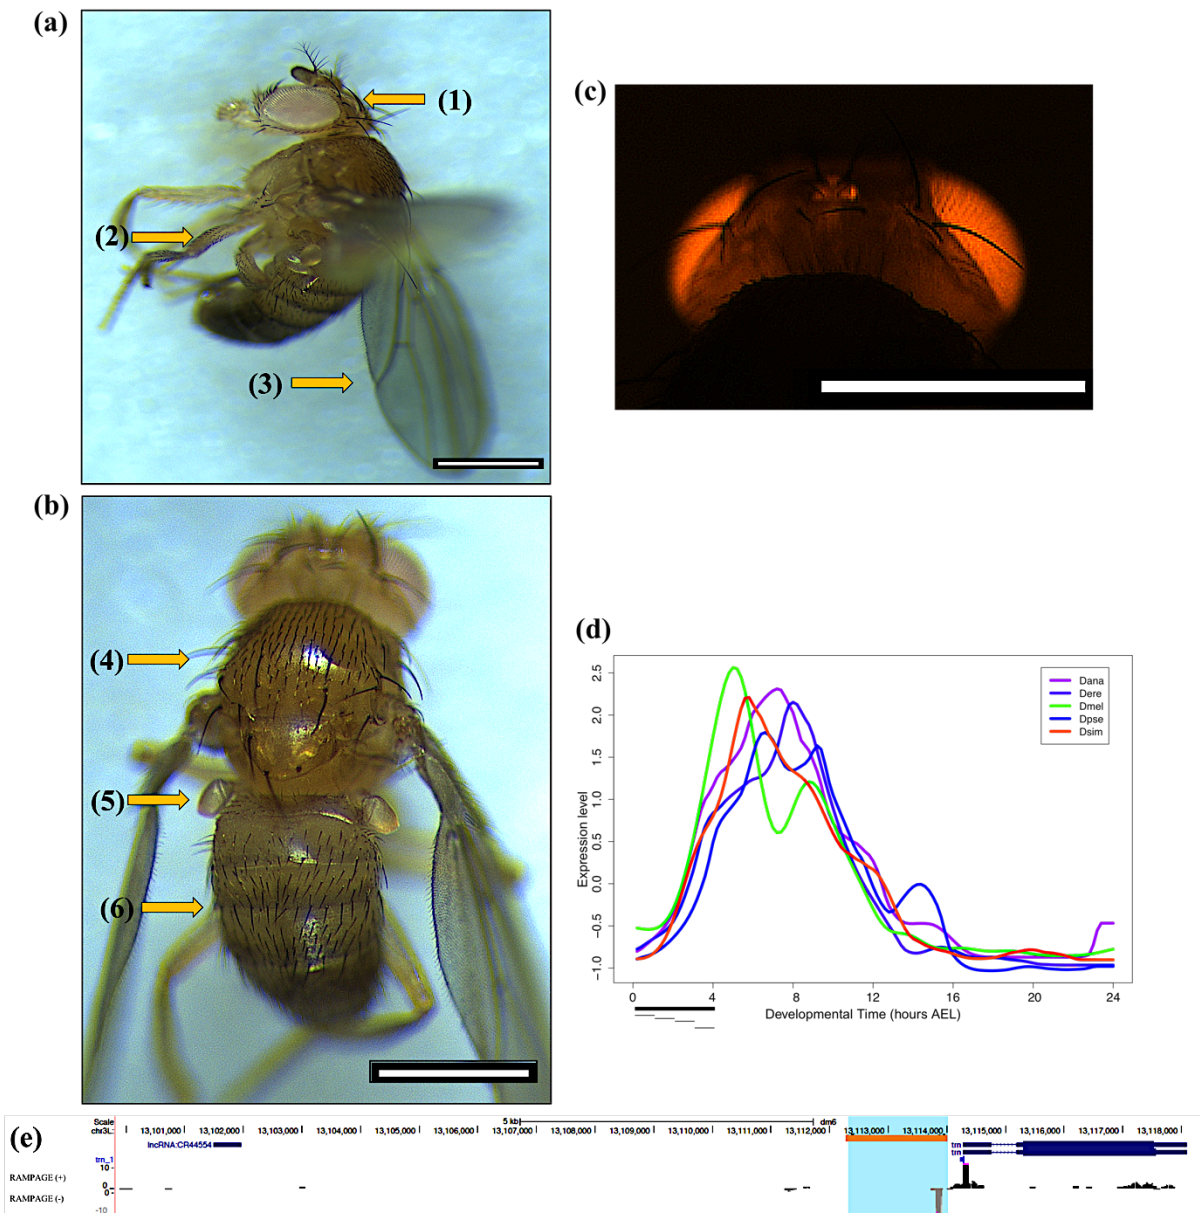 (a)
(1)
(2)
(3)
(b)
(4)
(5)
(6)
(c)
(d)
Expression level
2.5
2.0
1.5
1.0
0.5
0.0
−0.5
−1.0
Dana
Dere
Dmel
Dpse
Dsim
0 4 8 12 16 20 24
Developmental Time (hours AEL)
(e)
Scale 5 kb dm6
chr3L: 13,101,000 13,102,000 13,103,000 13,104,000 13,105,000 13,106,000 13,107,000 13,108,000 13,109,000 13,110,000 13,111,000 13,112,000 13,113,000 13,114,000 13,115,000 13,116,000 13,117,000 13,118,000
lncRNA:CR44554
trn
trn
trn_1
10
RAMPAGE (+)
0
0
RAMPAGE (-)
-10